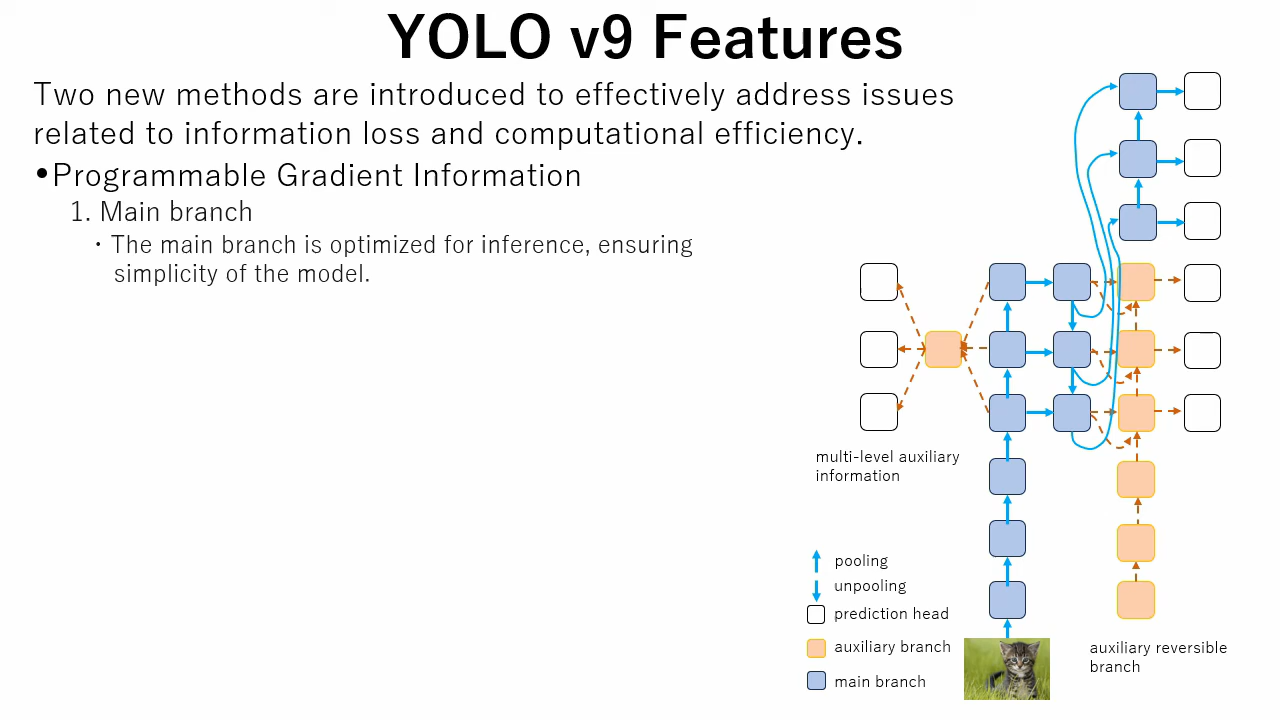 YOLO v9 Features
Two new methods are introduced to effectively address issues
related to information loss and computational efficiency.
•Programmable Gradient Information
1. Main branch
・The main branch is optimized for inference, ensuring
simplicity of the model.
multi-level auxiliary
information
pooling
unpooling
prediction head
auxiliary branch
main branch
auxiliary reversible
branch